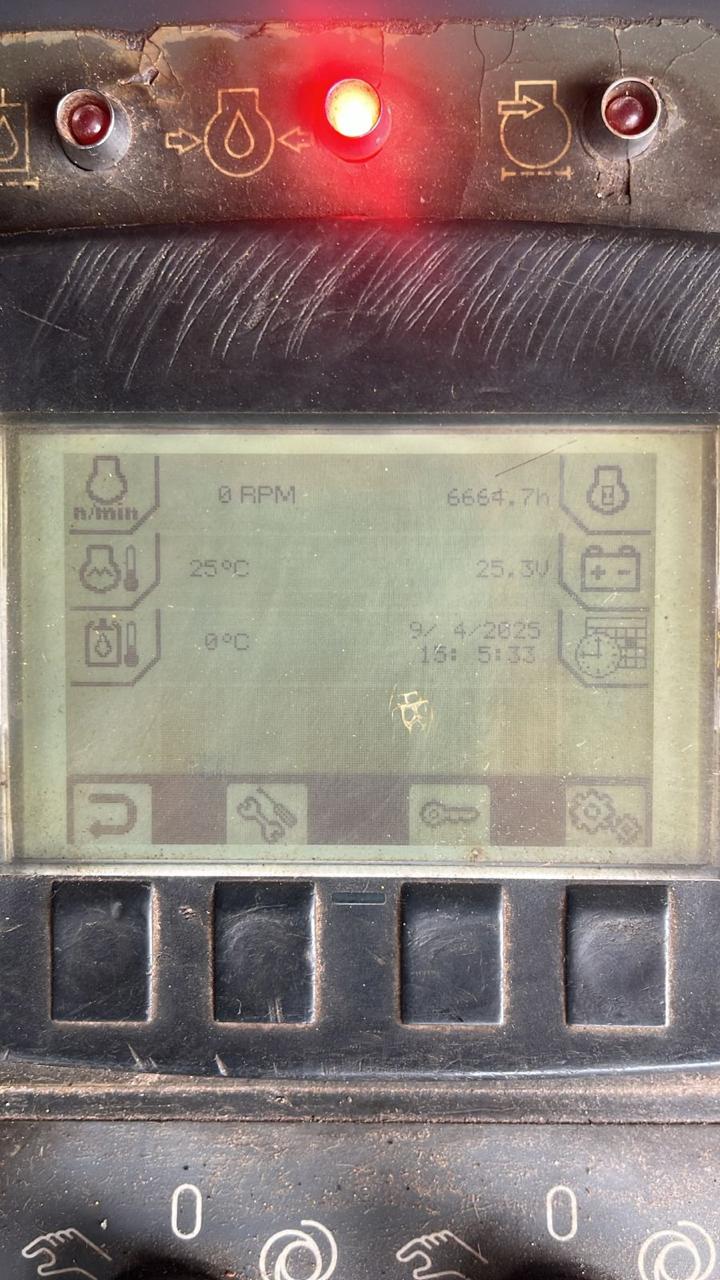 0 RPM
6664.7h
n/min
25°C
25.3V
0°C
9/ 4/2025
15: 5:33
0
0